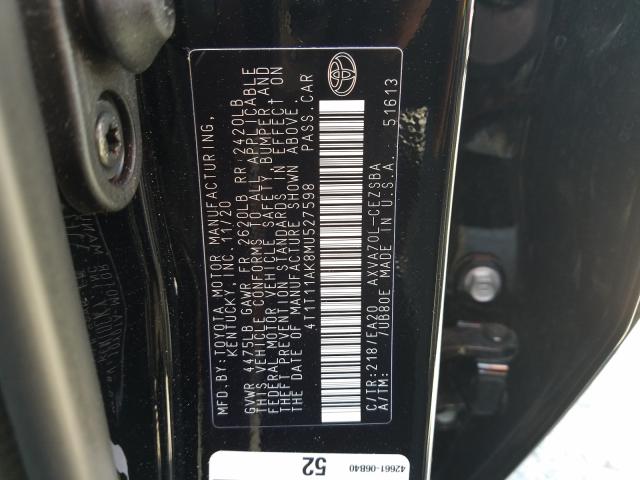 MFD.BY:TOYOTA MOTOR MANUFACTURING,
KENTUCKY, INC. 11/20
GVWR 4475LB GAWR FR 2620LB RR 2420LB
THIS VEHICLE CONFORMS TO ALL APPLICABLE
FEDERAL MOTOR VEHICLE SAFETY, BUMPER, AND
THEFT PREVENTION STANDARDS IN EFFECT ON
THE DATE OF MANUFACTURE SHOWN ABOVE.
4T1T11AK8MU527598 PASS.CAR
C/TR:218/EA20 AXVA70L-CEZSBA
A/TM: /UB80E MADE IN U.S.A. 51613
52
42661-06B40